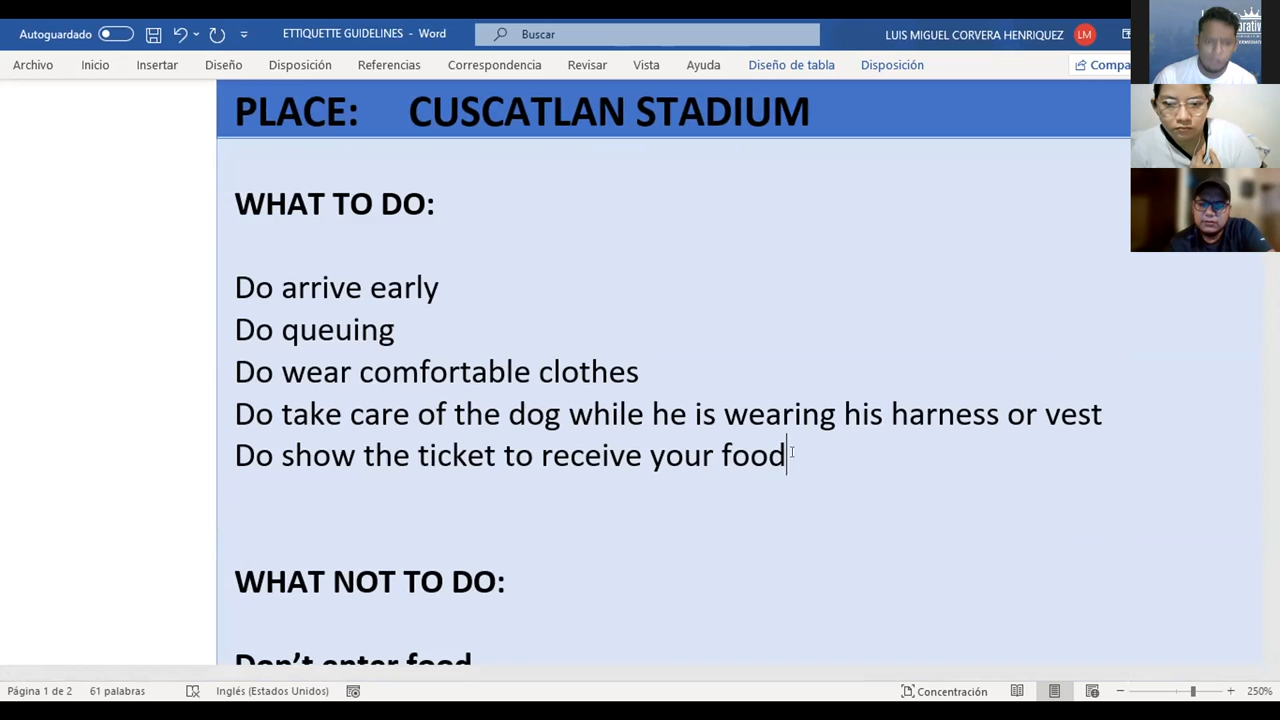 Autoguardado
ETTIQUETTE GUIDELINES - Word
Buscar
LUIS MIGUEL CORVERA HENRIQUEZ
LM
Archivo Inicio Insertar Diseño Disposición Referencias Correspondencia Revisar Vista Ayuda Diseño de tabla Disposición
PLACE: CUSCATLAN STADIUM
WHAT TO DO:
Do arrive early
Do queuing
Do wear comfortable clothes
Do take care of the dog while he is wearing his harness or vest
Do show the ticket to receive your food
WHAT NOT TO DO:
Don't enter food
Página 1 de 2 61 palabras Inglés (Estados Unidos) Concentración 250%